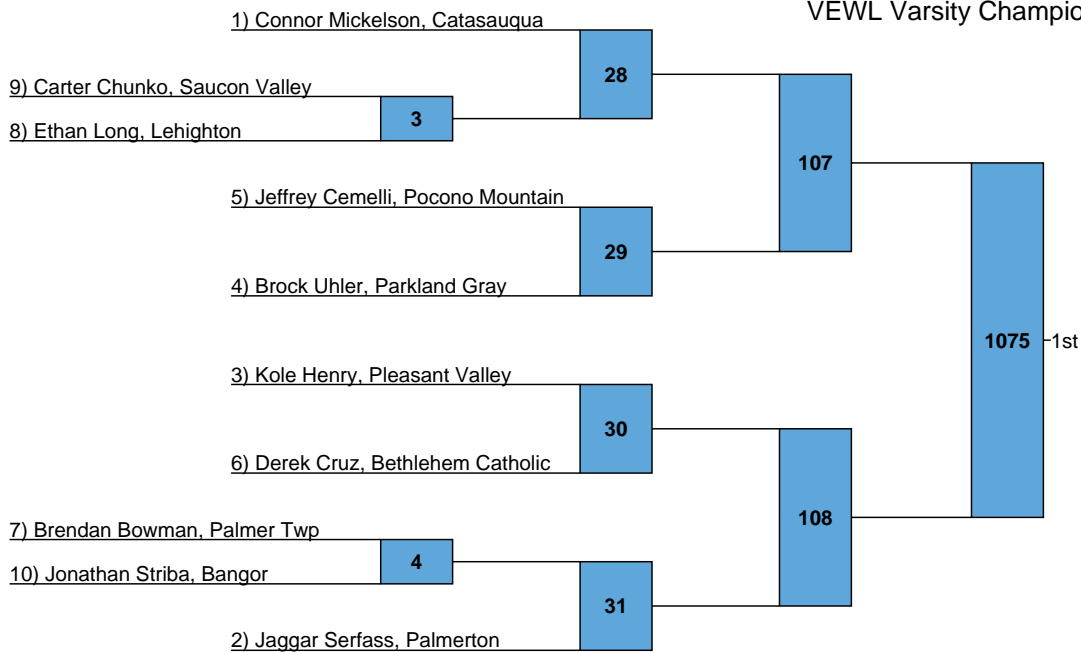 VEWL Varsity Champio
1) Connor Mickelson, Catasauqua
28
9) Carter Chunko, Saucon Valley
3
8) Ethan Long, Lehighton
107
5) Jeffrey Cemelli, Pocono Mountain
29
4) Brock Uhler, Parkland Gray
1075
1st
3) Kole Henry, Pleasant Valley
30
6) Derek Cruz, Bethlehem Catholic
108
7) Brendan Bowman, Palmer Twp
4
10) Jonathan Striba, Bangor
31
2) Jaggar Serfass, Palmerton